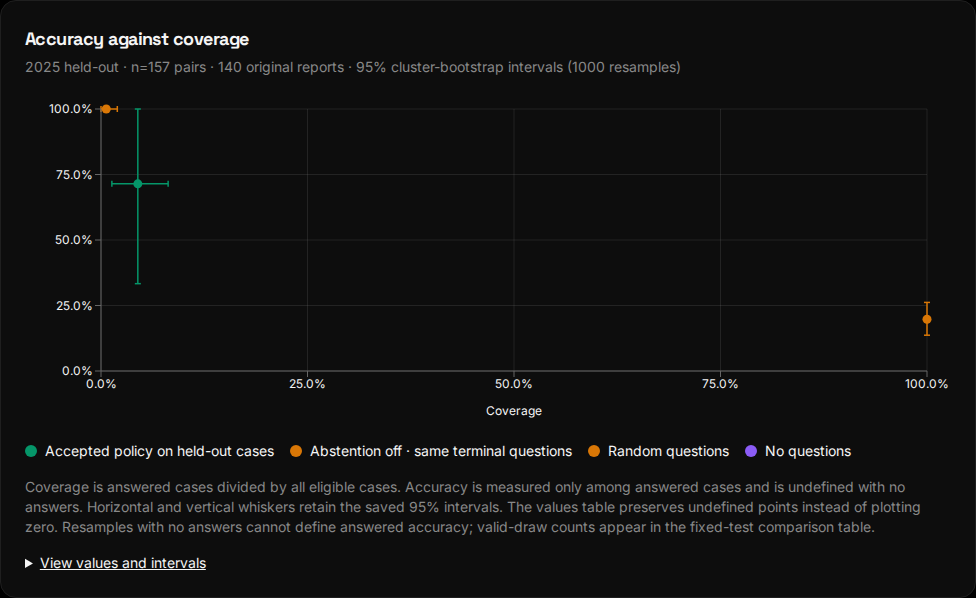 Accuracy against coverage
2025 held-out · n=157 pairs · 140 original reports · 95% cluster-bootstrap intervals (1000 resamples)
100.0%
75.0%
50.0%
25.0%
0.0%
0.0% 25.0% 50.0% 75.0% 100.0%
Coverage
Accepted policy on held-out cases Abstention off · same terminal questions Random questions No questions
Coverage is answered cases divided by all eligible cases. Accuracy is measured only among answered cases and is undefined with no
answers. Horizontal and vertical whiskers retain the saved 95% intervals. The values table preserves undefined points instead of plotting
zero. Resamples with no answers cannot define answered accuracy; valid-draw counts appear in the fixed-test comparison table.
View values and intervals